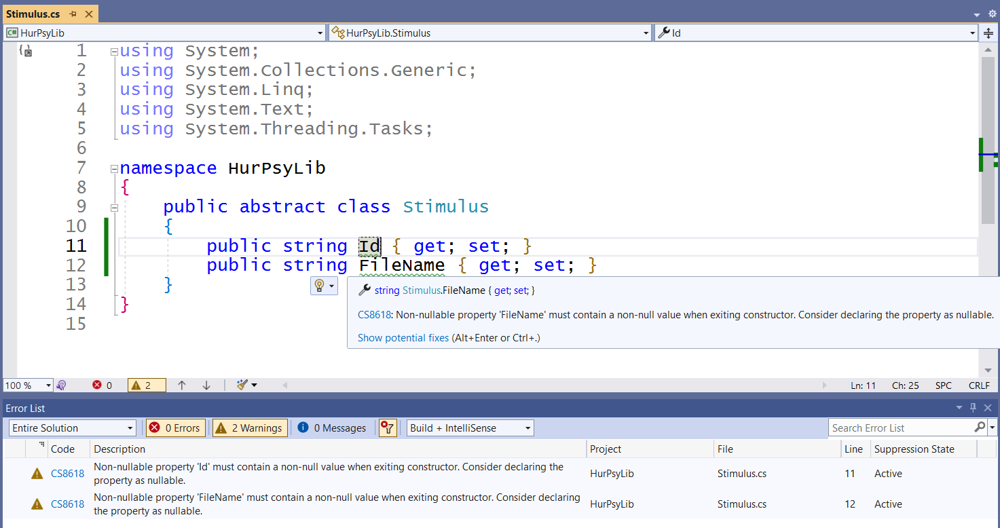 Stimulus.cs
HurPsyLib HurPsyLib.Stimulus Id
1 using System;
2 using System.Collections.Generic;
3 using System.Linq;
4 using System.Text;
5 using System.Threading.Tasks;
6
7 namespace HurPsyLib
8 {
9 public abstract class Stimulus
10 {
11 public string Id { get; set; }
12 public string FileName { get; set; }
13 }
14 }
15
string Stimulus.FileName { get; set; }
CS8618: Non-nullable property 'FileName' must contain a non-null value when exiting constructor. Consider declaring the property as nullable.
Show potential fixes (Alt+Enter or Ctrl+.)
100 % 0 2 Ln: 11 Ch: 25 SPC CRLF
Error List
Entire Solution 0 Errors 2 Warnings 0 Messages Build + IntelliSense Search Error List
Code Description Project File Line Suppression State
CS8618 Non-nullable property 'Id' must contain a non-null value when exiting constructor. Consider declaring the
property as nullable. HurPsyLib Stimulus.cs 11 Active
CS8618 Non-nullable property 'FileName' must contain a non-null value when exiting constructor. Consider declaring
the property as nullable. HurPsyLib Stimulus.cs 12 Active